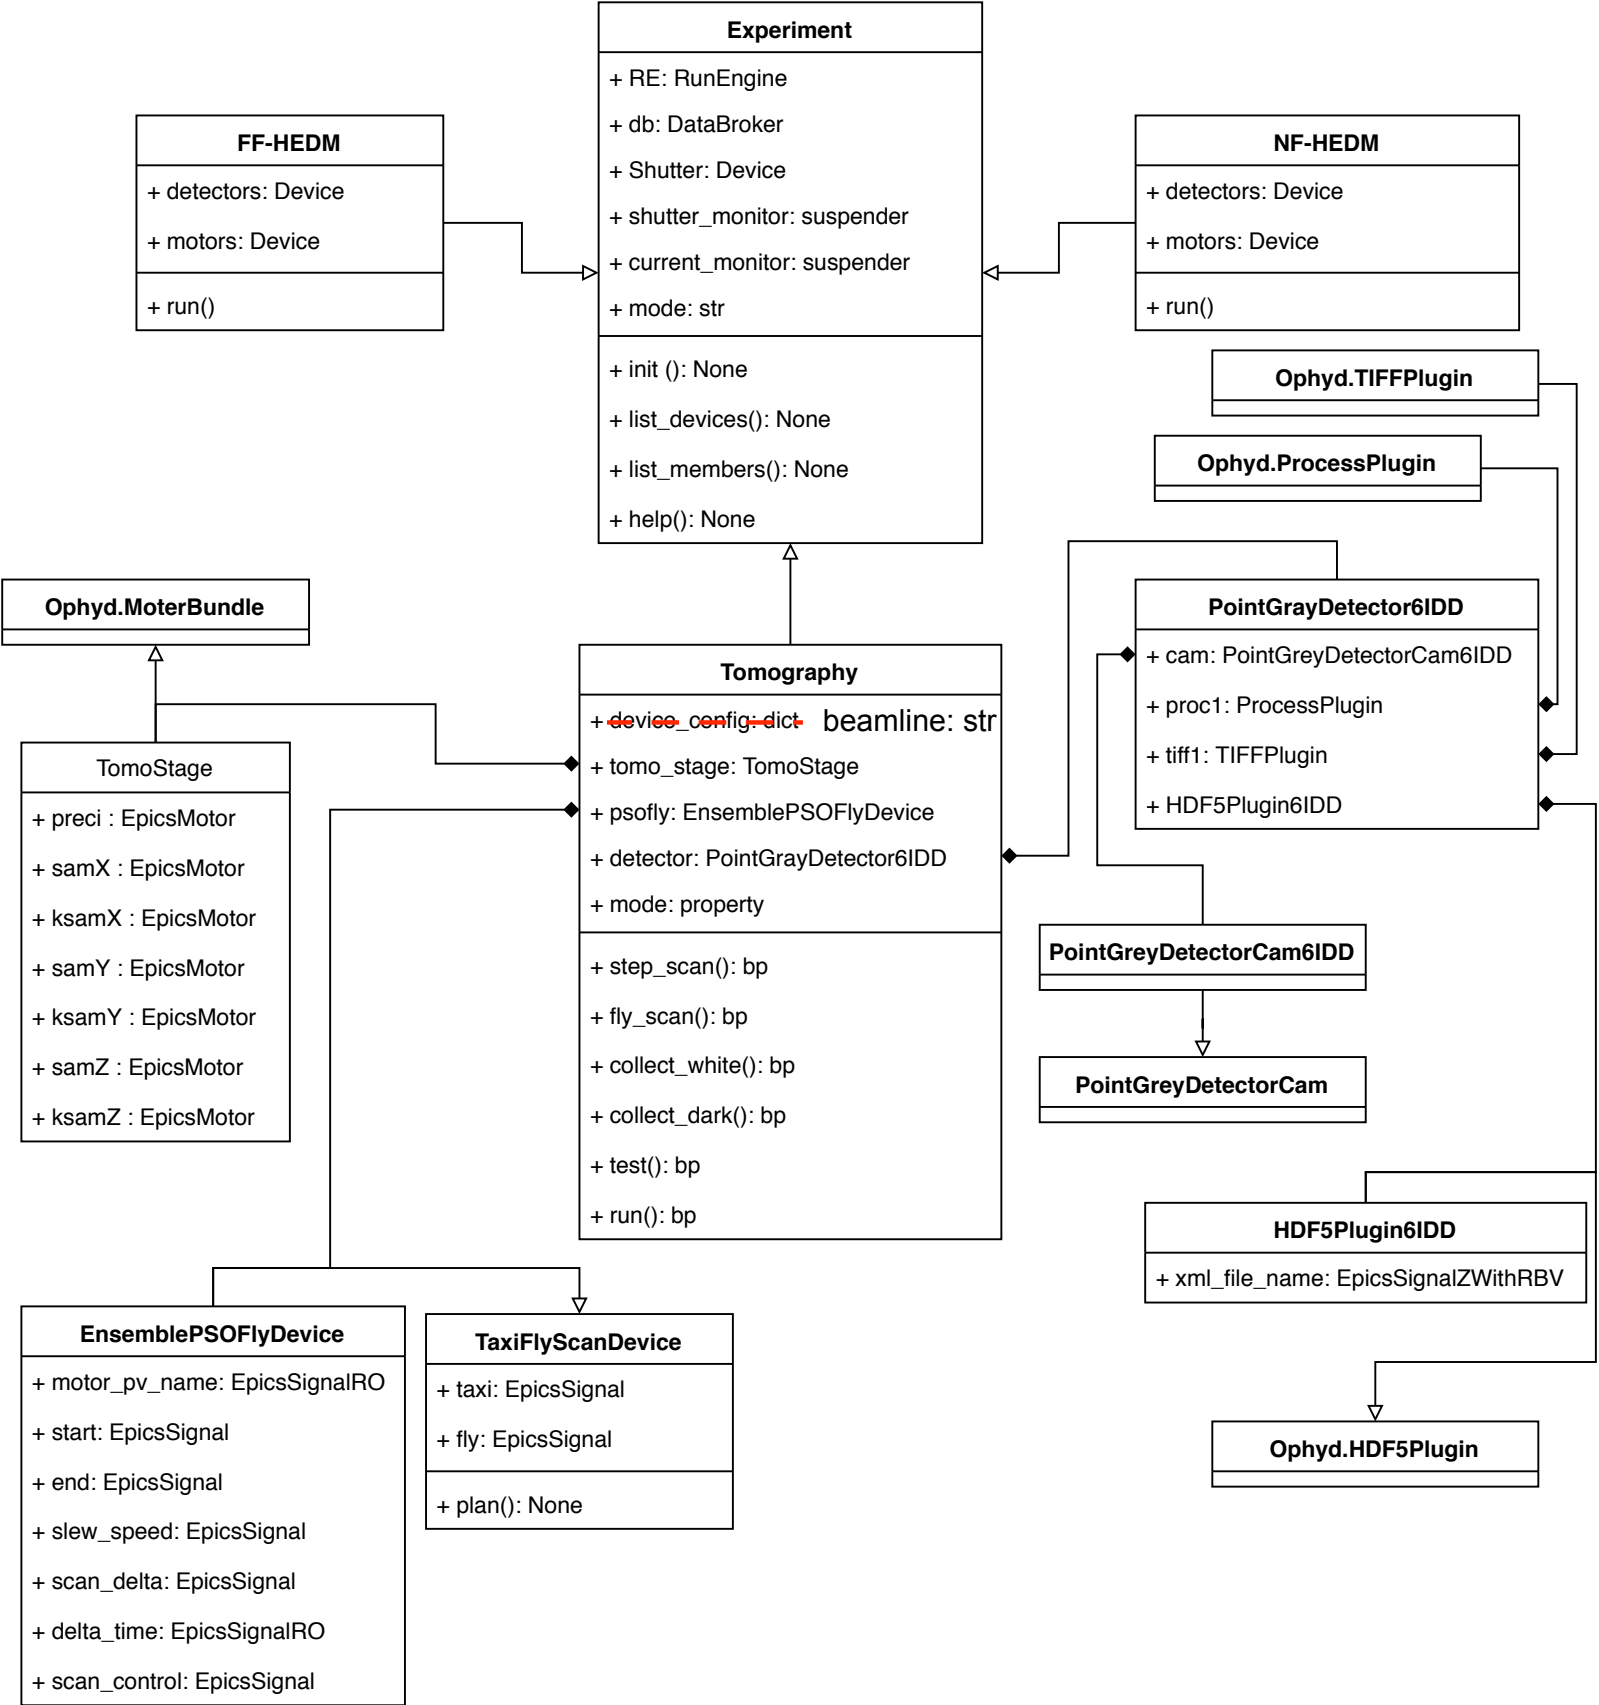 Experiment
+ RE: RunEngine
+ db: DataBroker
+ Shutter: Device
+ shutter_monitor: suspender
+ current_monitor: suspender
+ mode: str
+ init (): None
+ list_devices(): None
+ list_members(): None
+ help(): None
FF-HEDM
+ detectors: Device
+ motors: Device
+ run()
NF-HEDM
+ detectors: Device
+ motors: Device
+ run()
Ophyd.TIFFPlugin
Ophyd.ProcessPlugin
Ophyd.MoterBundle
PointGrayDetector6IDD
+ cam: PointGreyDetectorCam6IDD
+ proc1: ProcessPlugin
+ tiff1: TIFFPlugin
+ HDF5Plugin6IDD
Tomography
+ device_config: dict beamline: str
+ tomo_stage: TomoStage
+ psofly: EnsemblePSOFlyDevice
+ detector: PointGrayDetector6IDD
+ mode: property
+ step_scan(): bp
+ fly_scan(): bp
+ collect_white(): bp
+ collect_dark(): bp
+ test(): bp
+ run(): bp
TomoStage
+ preci : EpicsMotor
+ samX : EpicsMotor
+ ksamX : EpicsMotor
+ samY : EpicsMotor
+ ksamY : EpicsMotor
+ samZ : EpicsMotor
+ ksamZ : EpicsMotor
PointGreyDetectorCam6IDD
PointGreyDetectorCam
HDF5Plugin6IDD
+ xml_file_name: EpicsSignalZWithRBV
Ophyd.HDF5Plugin
EnsemblePSOFlyDevice
+ motor_pv_name: EpicsSignalRO
+ start: EpicsSignal
+ end: EpicsSignal
+ slew_speed: EpicsSignal
+ scan_delta: EpicsSignal
+ delta_time: EpicsSignalRO
+ scan_control: EpicsSignal
TaxiFlyScanDevice
+ taxi: EpicsSignal
+ fly: EpicsSignal
+ plan(): None